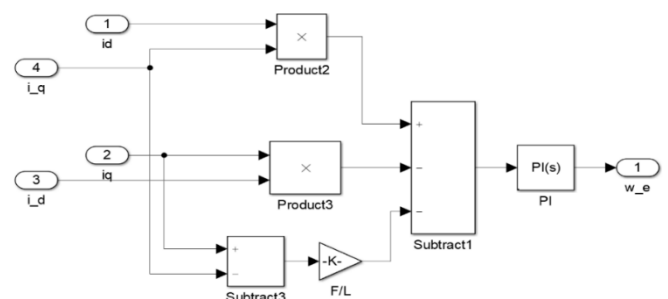 1
id
×
Product2
4
i_q
2
iq
3
i_d
×
Product3
+
−
−
Subtract1
PI(s)
PI
1
w_e
+
−
Subtract3
-K-
F/L